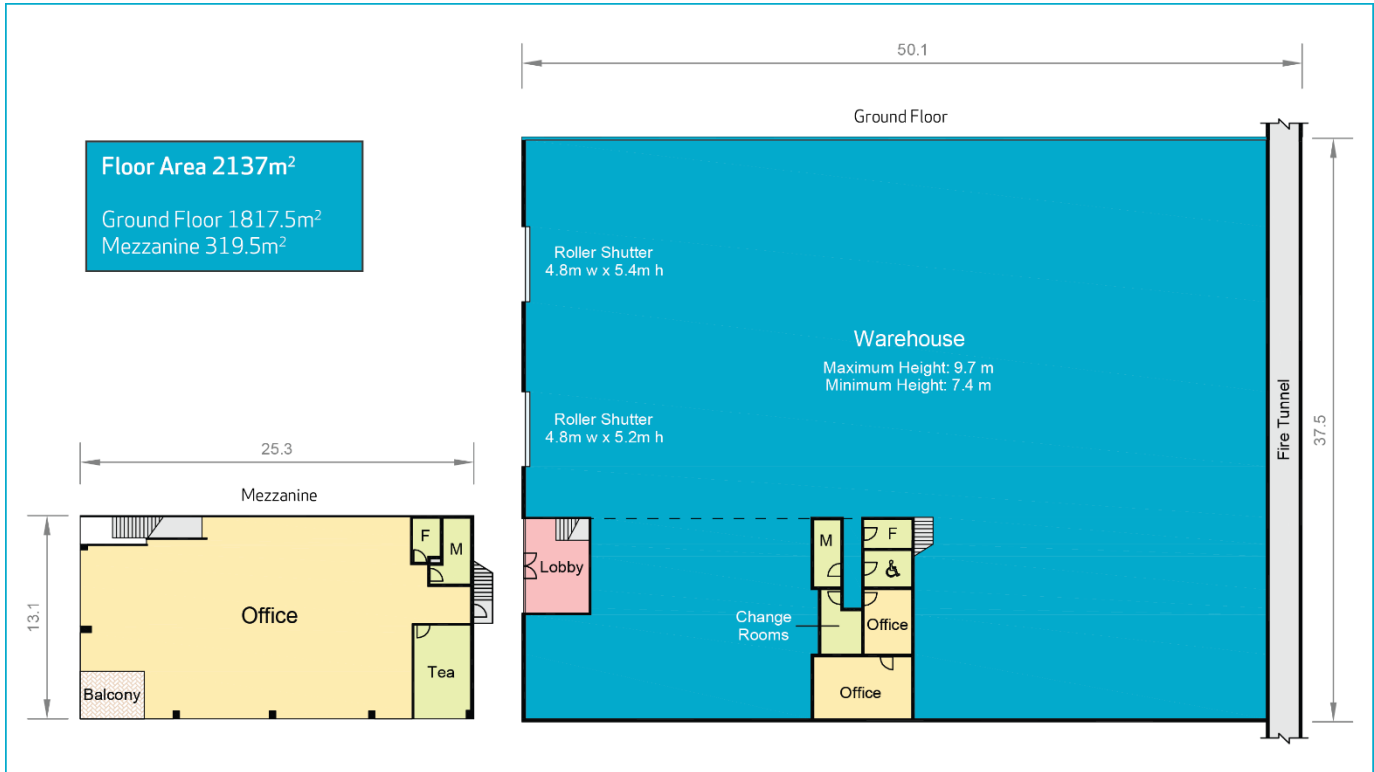 50.1
Ground Floor
Floor Area 2137m²
Ground Floor 1817.5m²
Mezzanine 319.5m²
Roller Shutter
4.8m w x 5.4m h
Warehouse
Maximum Height: 9.7 m
Minimum Height: 7.4 m
Roller Shutter
4.8m w x 5.2m h
Fire Tunnel
37.5
25.3
Mezzanine
13.1
F
M
Office
Tea
Balcony
Lobby
M
F
Change
Rooms
Office
Office